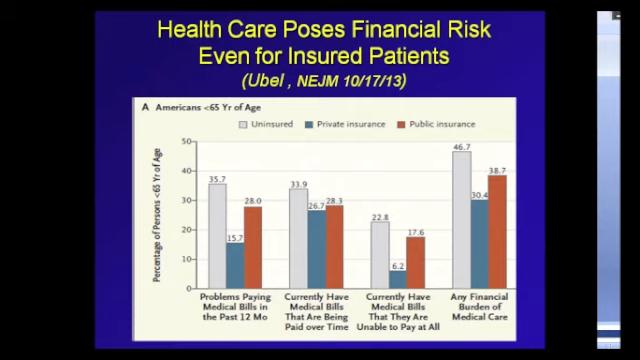 Health Care Poses Financial Risk
Even for Insured Patients
(Ubel , NEJM 10/17/13)
A Americans <65 Yr of Age
Uninsured Private insurance Public insurance
Percentage of Persons <65 Yr of Age
50
40
30
20
10
0
35.7
15.7
28.0
33.9
26.7
28.3
22.8
6.2
17.6
46.7
30.4
38.7
Problems Paying
Medical Bills in
the Past 12 Mo
Currently Have
Medical Bills
That Are Being
Paid over Time
Currently Have
Medical Bills
That They Are
Unable to Pay at All
Any Financial
Burden of
Medical Care